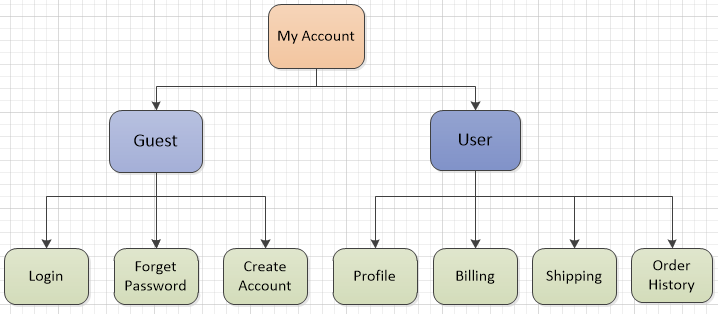 My Account
Guest
User
Login
Forget
Password
Create
Account
Profile
Billing
Shipping
Order
History